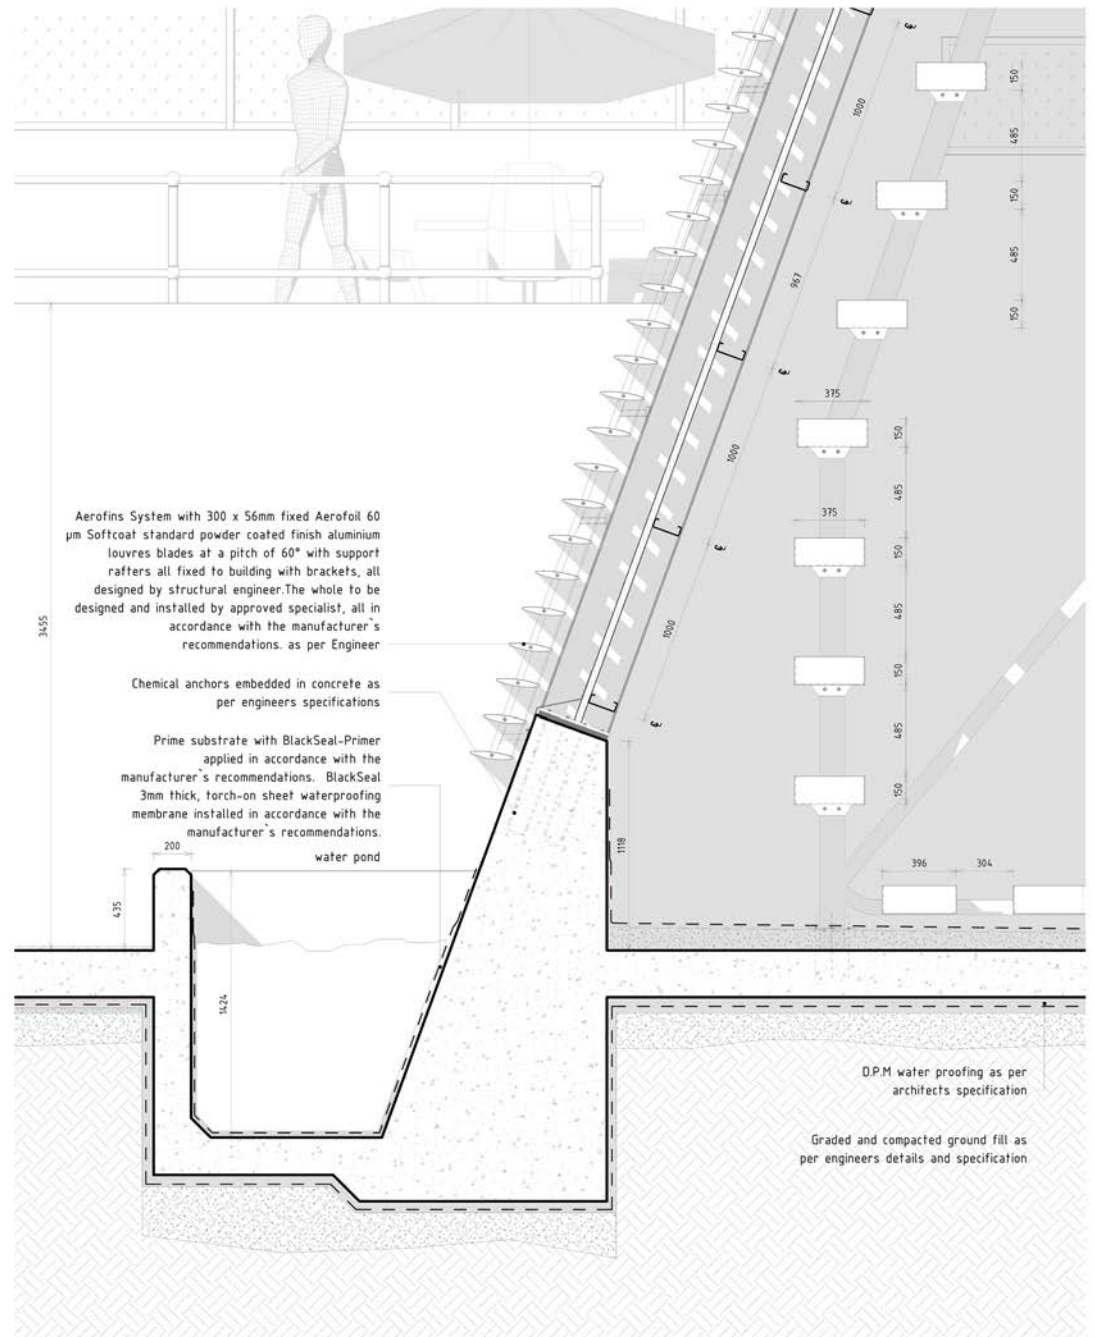 150
1000
485
150
485
967
150
375
150
1000
485
375
150
Aerofins System with 300 x 56mm fixed Aerofoil 60
µm Softcoat standard powder coated finish aluminium
louvres blades at a pitch of 60° with support
rafters all fixed to building with brackets, all
designed by structural engineer.The whole to be
designed and installed by approved specialist, all in
accordance with the manufacturer`s
recommendations. as per Engineer
3455
485
1000
150
Chemical anchors embedded in concrete as
per engineers specifications
485
Prime substrate with BlackSeal-Primer
applied in accordance with the
manufacturer`s recommendations. BlackSeal
3mm thick, torch-on sheet waterproofing
membrane installed in accordance with the
manufacturer`s recommendations.
150
200
water pond
1118
396
304
435
1424
D.P.M water proofing as per
architects specification
Graded and compacted ground fill as
per engineers details and specification